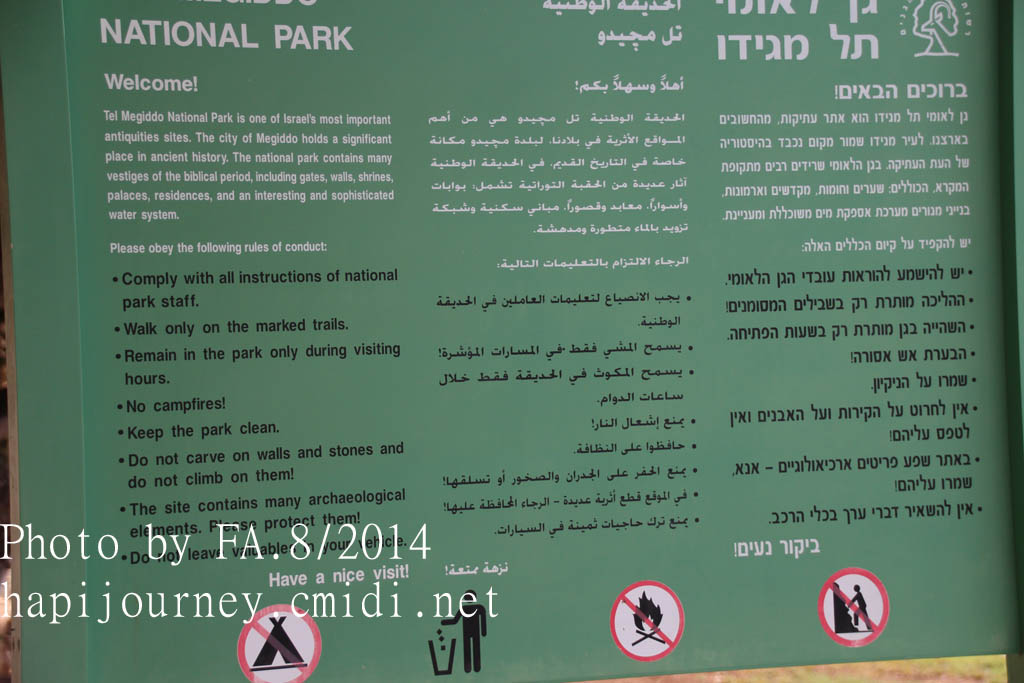 MEGIDDO
NATIONAL PARK
Welcome!
Tel Megiddo National Park is one of Israel's most important
antiquities sites. The city of Megiddo holds a significant
place in ancient history. The national park contains many
vestiges of the biblical period, including gates, walls, shrines,
palaces, residences, and an interesting and sophisticated
water system.
Please obey the following rules of conduct:
• Comply with all instructions of national
park staff.
• Walk only on the marked trails.
• Remain in the park only during visiting
hours.
• No campfires!
• Keep the park clean.
• Do not carve on walls and stones and
do not climb on them!
• The site contains many archaeological
elements. Please protect them!
• Do not leave valuables in your vehicle.
Have a nice visit!
الحديقة الوطنية
تل مجيدو
أهلاً وسهلاً بكم!
الحديقة الوطنية تل مجيدو هي من أهم
المواقع الأثرية في بلادنا. لبلدة مجيدو مكانة
خاصة في التاريخ القديم. في الحديقة الوطنية
آثار عديدة من الحقبة التوراتية تشمل: بوابات
وأسواراً، معابد وقصوراً، مباني سكنية وشبكة
تزويد بالماء متطورة ومدهشة.
الرجاء الالتزام بالتعليمات التالية:
• يجب الانصياع لتعليمات العاملين في الحديقة
الوطنية.
• يسمح المشي فقط في المسارات المؤشرة!
• يسمح المكوث في الحديقة فقط خلال
ساعات الدوام.
• يمنع إشعال النار!
• حافظوا على النظافة.
• يمنع الحفر على الجدران والصخور أو تسلقها!
• في الموقع قطع أثرية عديدة - الرجاء المحافظة عليها!
• يمنع ترك حاجيات ثمينة في السيارات.
نزهة ممتعة!
גן לאומי
תל מגידו
ברוכים הבאים!
גן לאומי תל מגידו הוא אתר עתיקות, מהחשובים
בארצנו. לעיר מגידו שמור מקום נכבד בהיסטוריה
של העת העתיקה. בגן הלאומי שרידים רבים מתקופת
המקרא, הכוללים: שערים וחומות, מקדשים וארמונות,
בנייני מגורים ומערכת אספקת מים משוכללת ומעניינת.
יש להקפיד על קיום הכללים האלה:
• יש להישמע להוראות עובדי הגן הלאומי.
• ההליכה מותרת רק בשבילים המסומנים!
• השהייה בגן מותרת רק בשעות הפתיחה.
• הבערת אש אסורה!
• שמרו על הניקיון.
• אין לחרוט על הקירות ועל האבנים ואין
לטפס עליהם!
• באתר שפע פריטים ארכיאולוגיים – אנא,
שמרו עליהם!
• אין להשאיר דברי ערך בכלי הרכב.
ביקור נעים!
Photo by FA.8/2014
hapijourney.cmidi.net